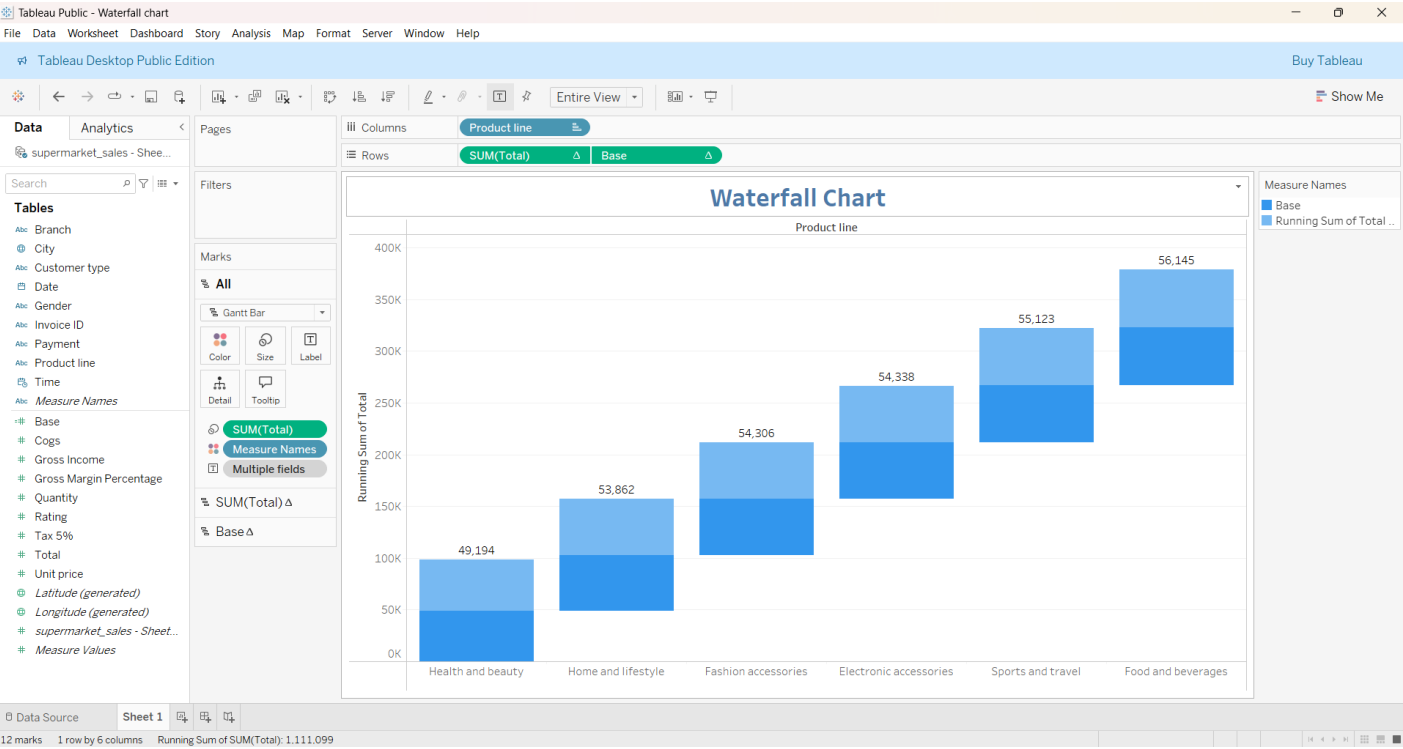 Tableau Public - Waterfall chart
File Data Worksheet Dashboard Story Analysis Map Format Server Window Help
Tableau Desktop Public Edition
Buy Tableau
Entire View
Show Me
Data
Analytics
supermarket_sales - Shee...
Search
Tables
Abc Branch
City
Abc Customer type
Date
Abc Gender
Abc Invoice ID
Abc Payment
Abc Product line
Time
Abc Measure Names
=# Base
# Cogs
# Gross Income
# Gross Margin Percentage
# Quantity
# Rating
# Tax 5%
# Total
# Unit price
Latitude (generated)
Longitude (generated)
# supermarket_sales - Sheet...
# Measure Values
Pages
Filters
Marks
All
Gantt Bar
Color
Size
T
Label
Detail
Tooltip
SUM(Total)
Measure Names
T Multiple fields
SUM(Total) Δ
Base Δ
iii Columns
Product line
Rows
SUM(Total) Δ
Base Δ
Waterfall Chart
Product line
Running Sum of Total
400K
350K
300K
250K
200K
150K
100K
50K
0K
49,194
53,862
54,306
54,338
55,123
56,145
Health and beauty
Home and lifestyle
Fashion accessories
Electronic accessories
Sports and travel
Food and beverages
Measure Names
Base
Running Sum of Total ..
Data Source
Sheet 1
12 marks
1 row by 6 columns
Running Sum of SUM(Total): 1,111,099